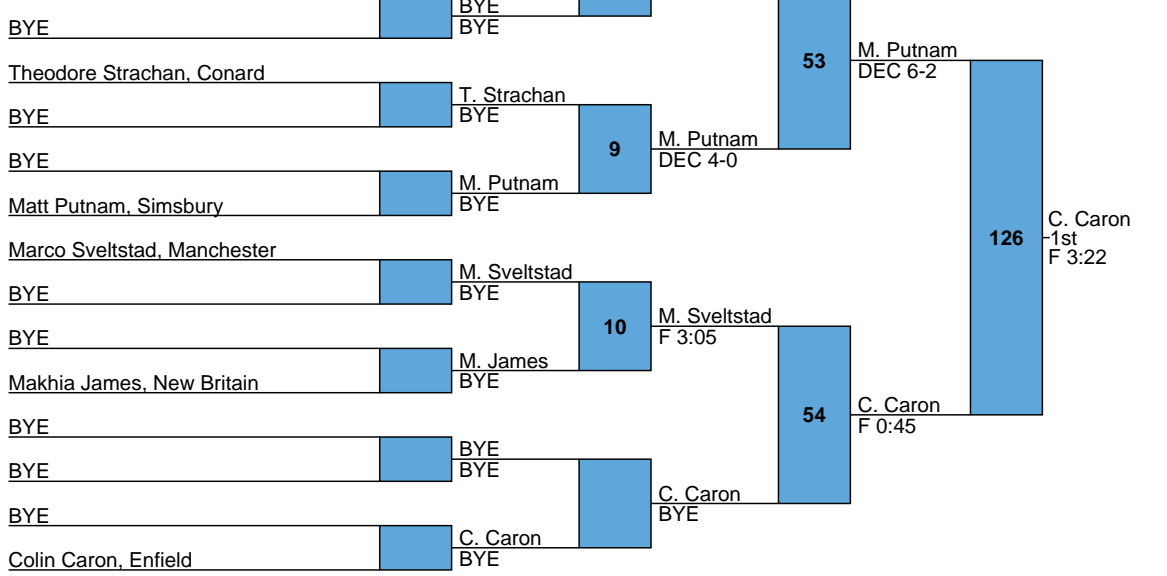 BYE
BYE
BYE
53
M. Putnam
DEC 6-2
Theodore Strachan, Conard
T. Strachan
BYE
BYE
9
M. Putnam
DEC 4-0
BYE
M. Putnam
BYE
Matt Putnam, Simsbury
126
C. Caron
1st
F 3:22
Marco Sveltstad, Manchester
M. Sveltstad
BYE
BYE
10
M. Sveltstad
F 3:05
BYE
M. James
BYE
Makhia James, New Britain
54
C. Caron
F 0:45
BYE
BYE
BYE
BYE
C. Caron
BYE
BYE
C. Caron
BYE
Colin Caron, Enfield